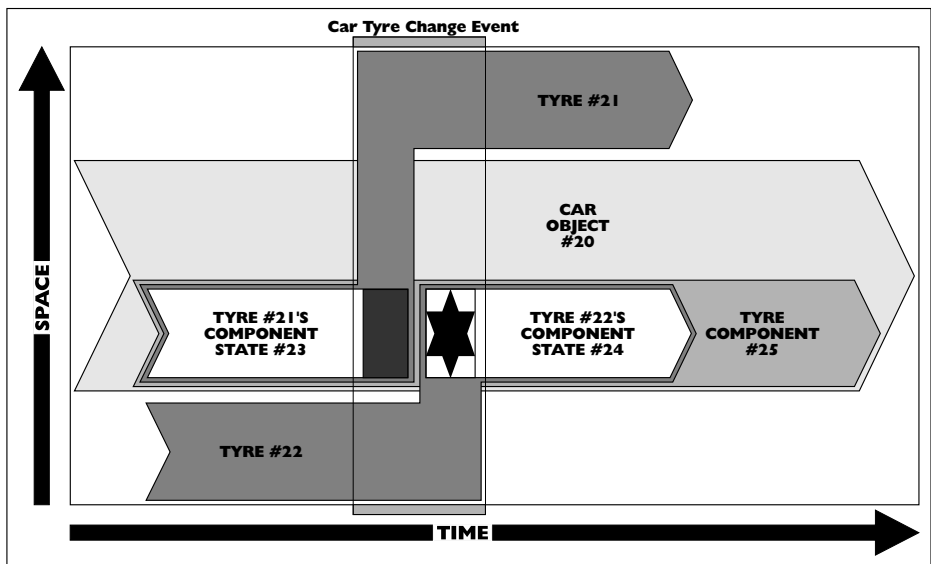 Car Tyre Change Event
TYRE #21
CAR
OBJECT
#20
SPACE
TYRE #21'S
COMPONENT
STATE #23
TYRE #22'S
COMPONENT
STATE #24
TYRE
COMPONENT
#25
TYRE #22
TIME